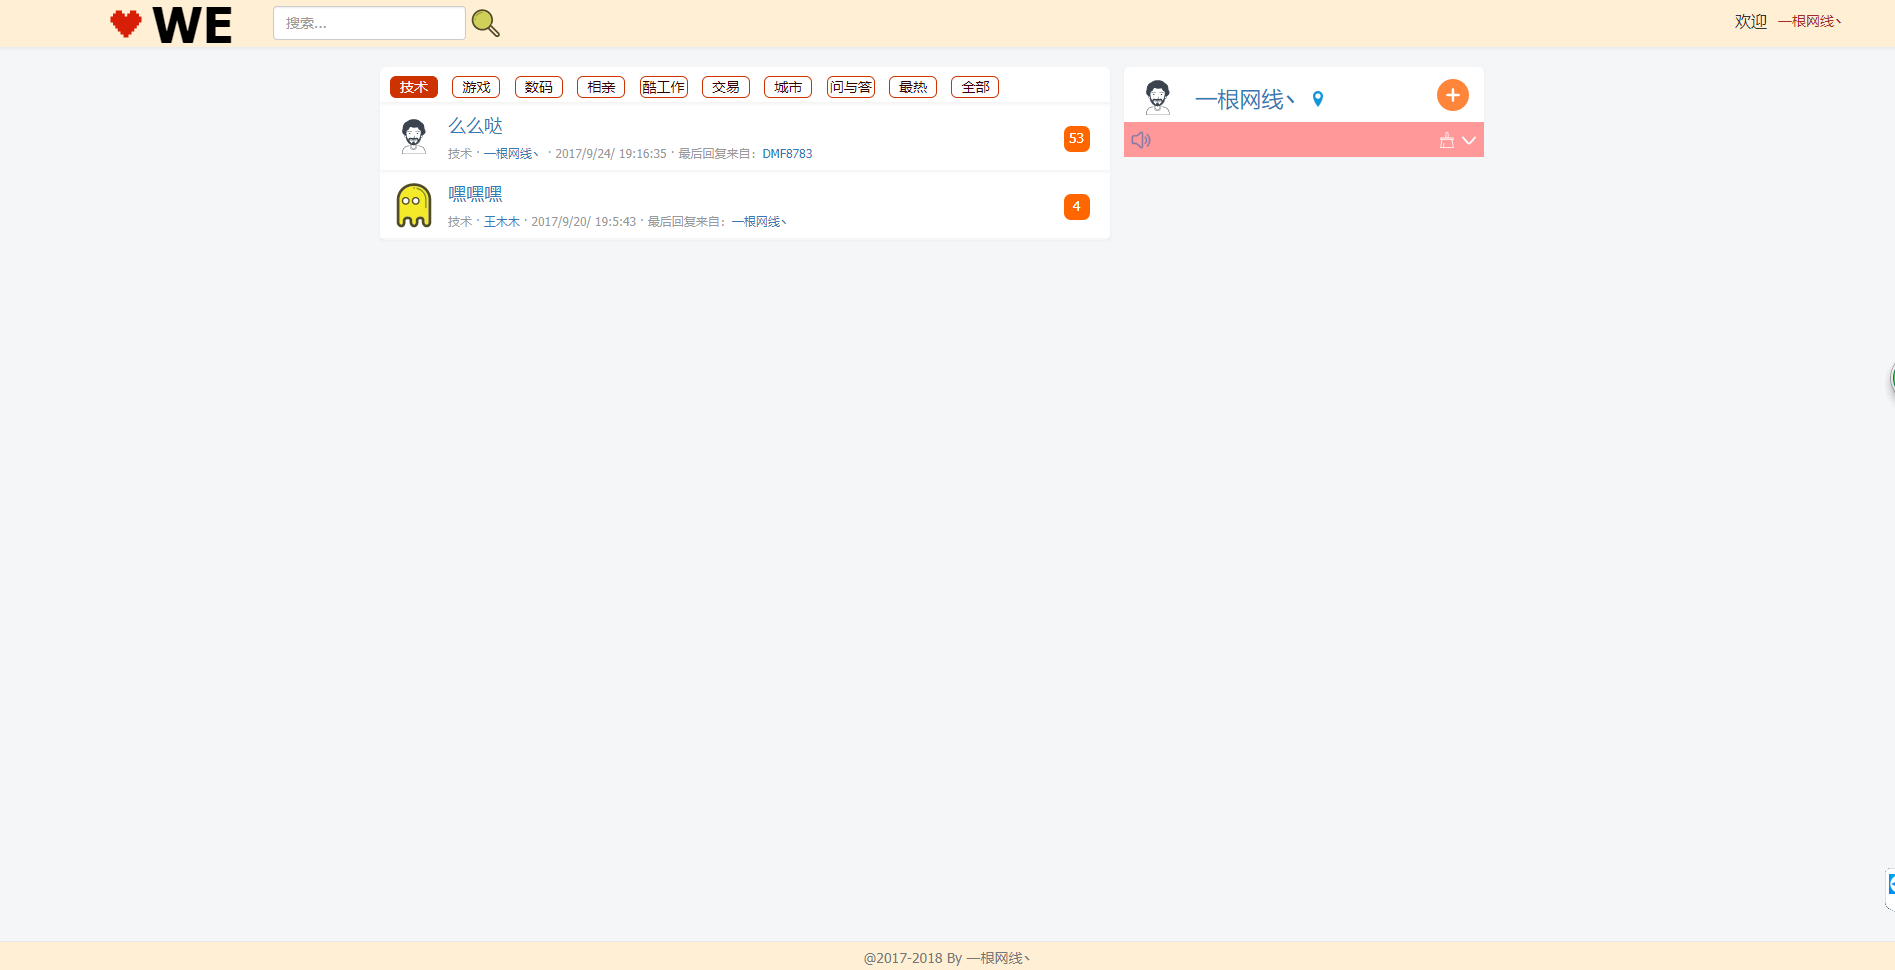 WE 搜索... 欢迎 一根网线丶
技术 游戏 数码 相亲 酷工作 交易 城市 问与答 最热 全部
么么哒 53
技术 · 一根网线丶 · 2017/9/24/ 19:16:35 · 最后回复来自: DMF8783
嘿嘿嘿 4
技术 · 王木木 · 2017/9/20/ 19:5:43 · 最后回复来自: 一根网线丶
一根网线丶
@2017-2018 By 一根网线丶